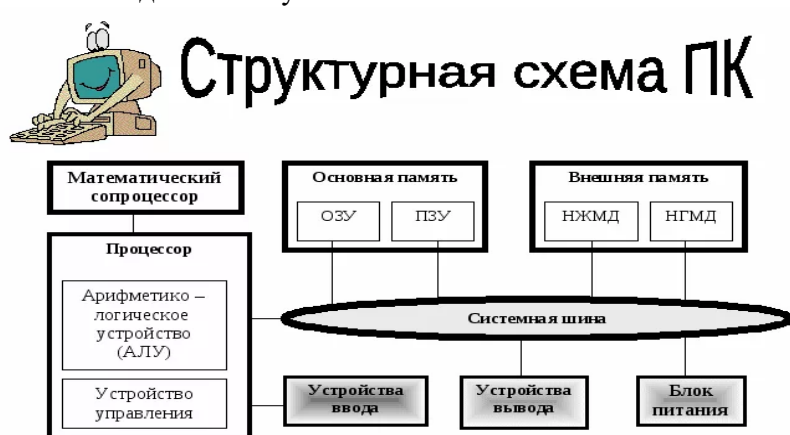 Структурная схема ПК
Математический
сопроцессор
Основная память
ОЗУ
ПЗУ
Внешняя память
НЖМД
НГМД
Процессор
Арифметико –
логическое
устройство
(АЛУ)
Системная шина
Устройство
управления
Устройства
ввода
Устройства
вывода
Блок
питания